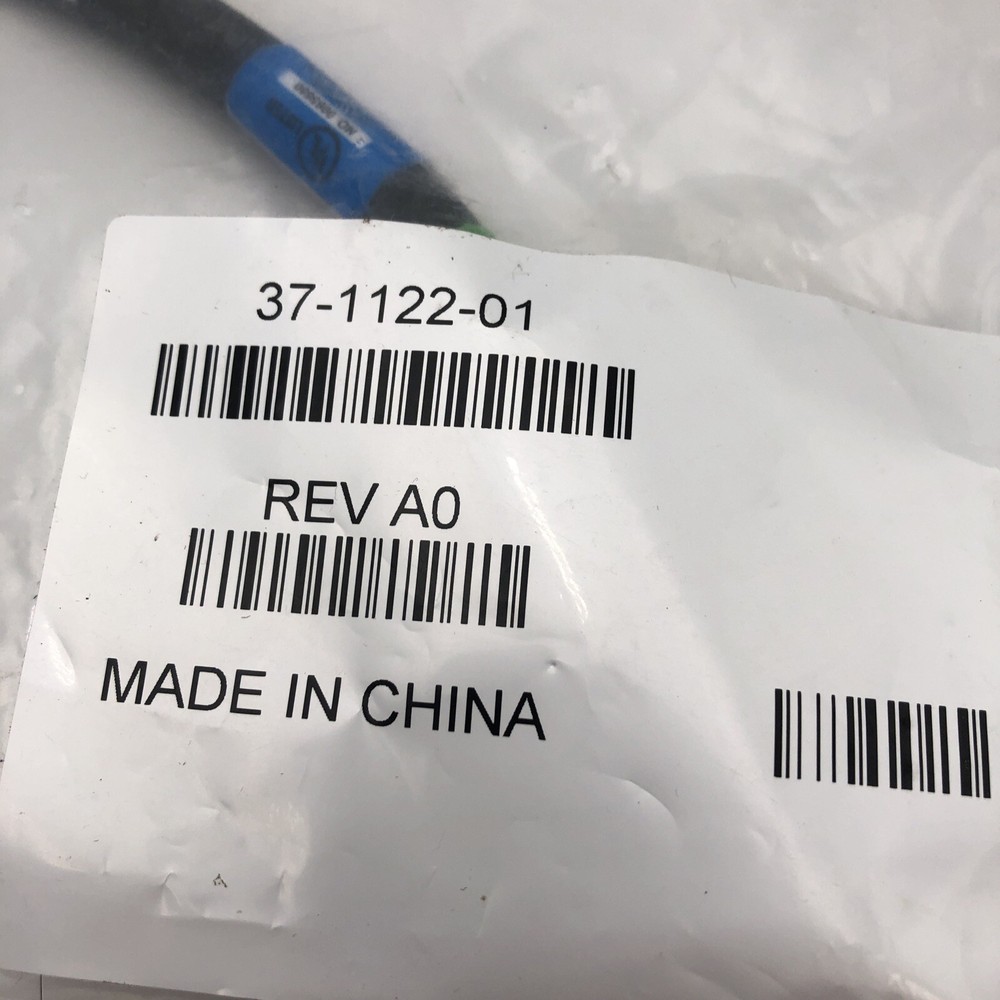 37-1122-01
REV A0
MADE IN CHINA